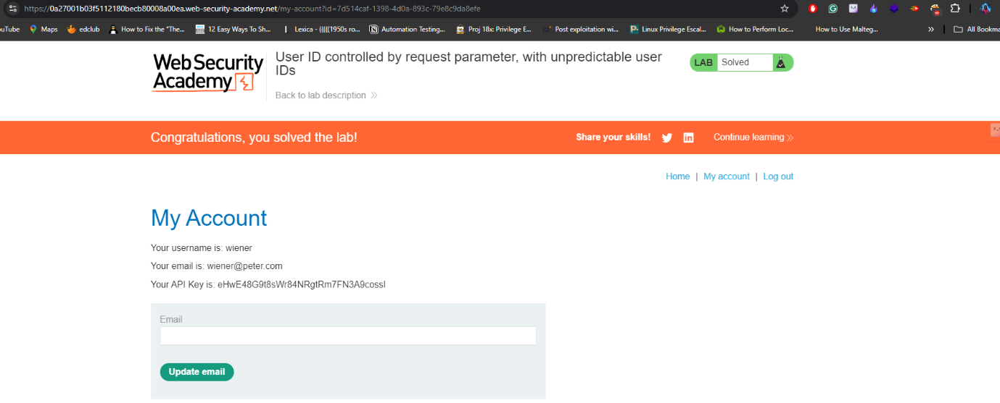 https://0a27001b03f5112180becb80008a00ea.web-security-academy.net/my-account?id=7d514caf-1398-4d0a-893c-79e8c9da8efe
ouTube Maps edclub How to Fix the "The... 12 Easy Ways To Sh... Lexica - (((((1950s ro... Automation Testing... Proj 18x Privilege E... Post exploitation wi... Linux Privilege Escal... How to Perform Loc... How to Use Malteg... » All Bookma
Web Security
Academy
User ID controlled by request parameter, with unpredictable user
IDs
Back to lab description
LAB Solved
Congratulations, you solved the lab!
Share your skills!
Continue learning
Home | My account | Log out
My Account
Your username is: wiener
Your email is: wiener@peter.com
Your API Key is: eHwE48G9t8sWr84NRgtRm7FN3A9cossI
Email
Update email